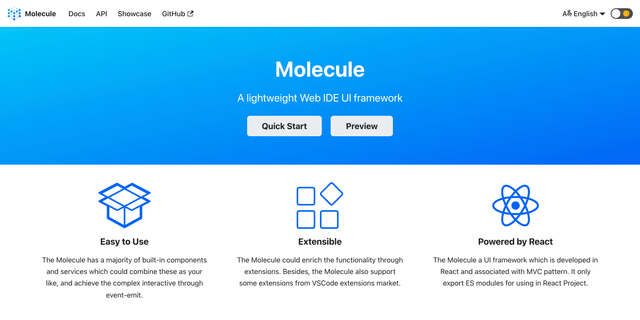 Molecule Docs API Showcase GitHub English
Molecule
A lightweight Web IDE UI framework
Quick Start Preview
Easy to Use
The Molecule has a majority of built-in components
and services which could combine these as your
like, and achieve the complex interactive through
event-emit.
Extensible
The Molecule could enrich the functionality through
extensions. Besides, the Molecule also support
some extensions from VSCode extensions market.
Powered by React
The Molecule a UI framework which is developed in
React and associated with MVC pattern. It only
export ES modules for using in React Project.